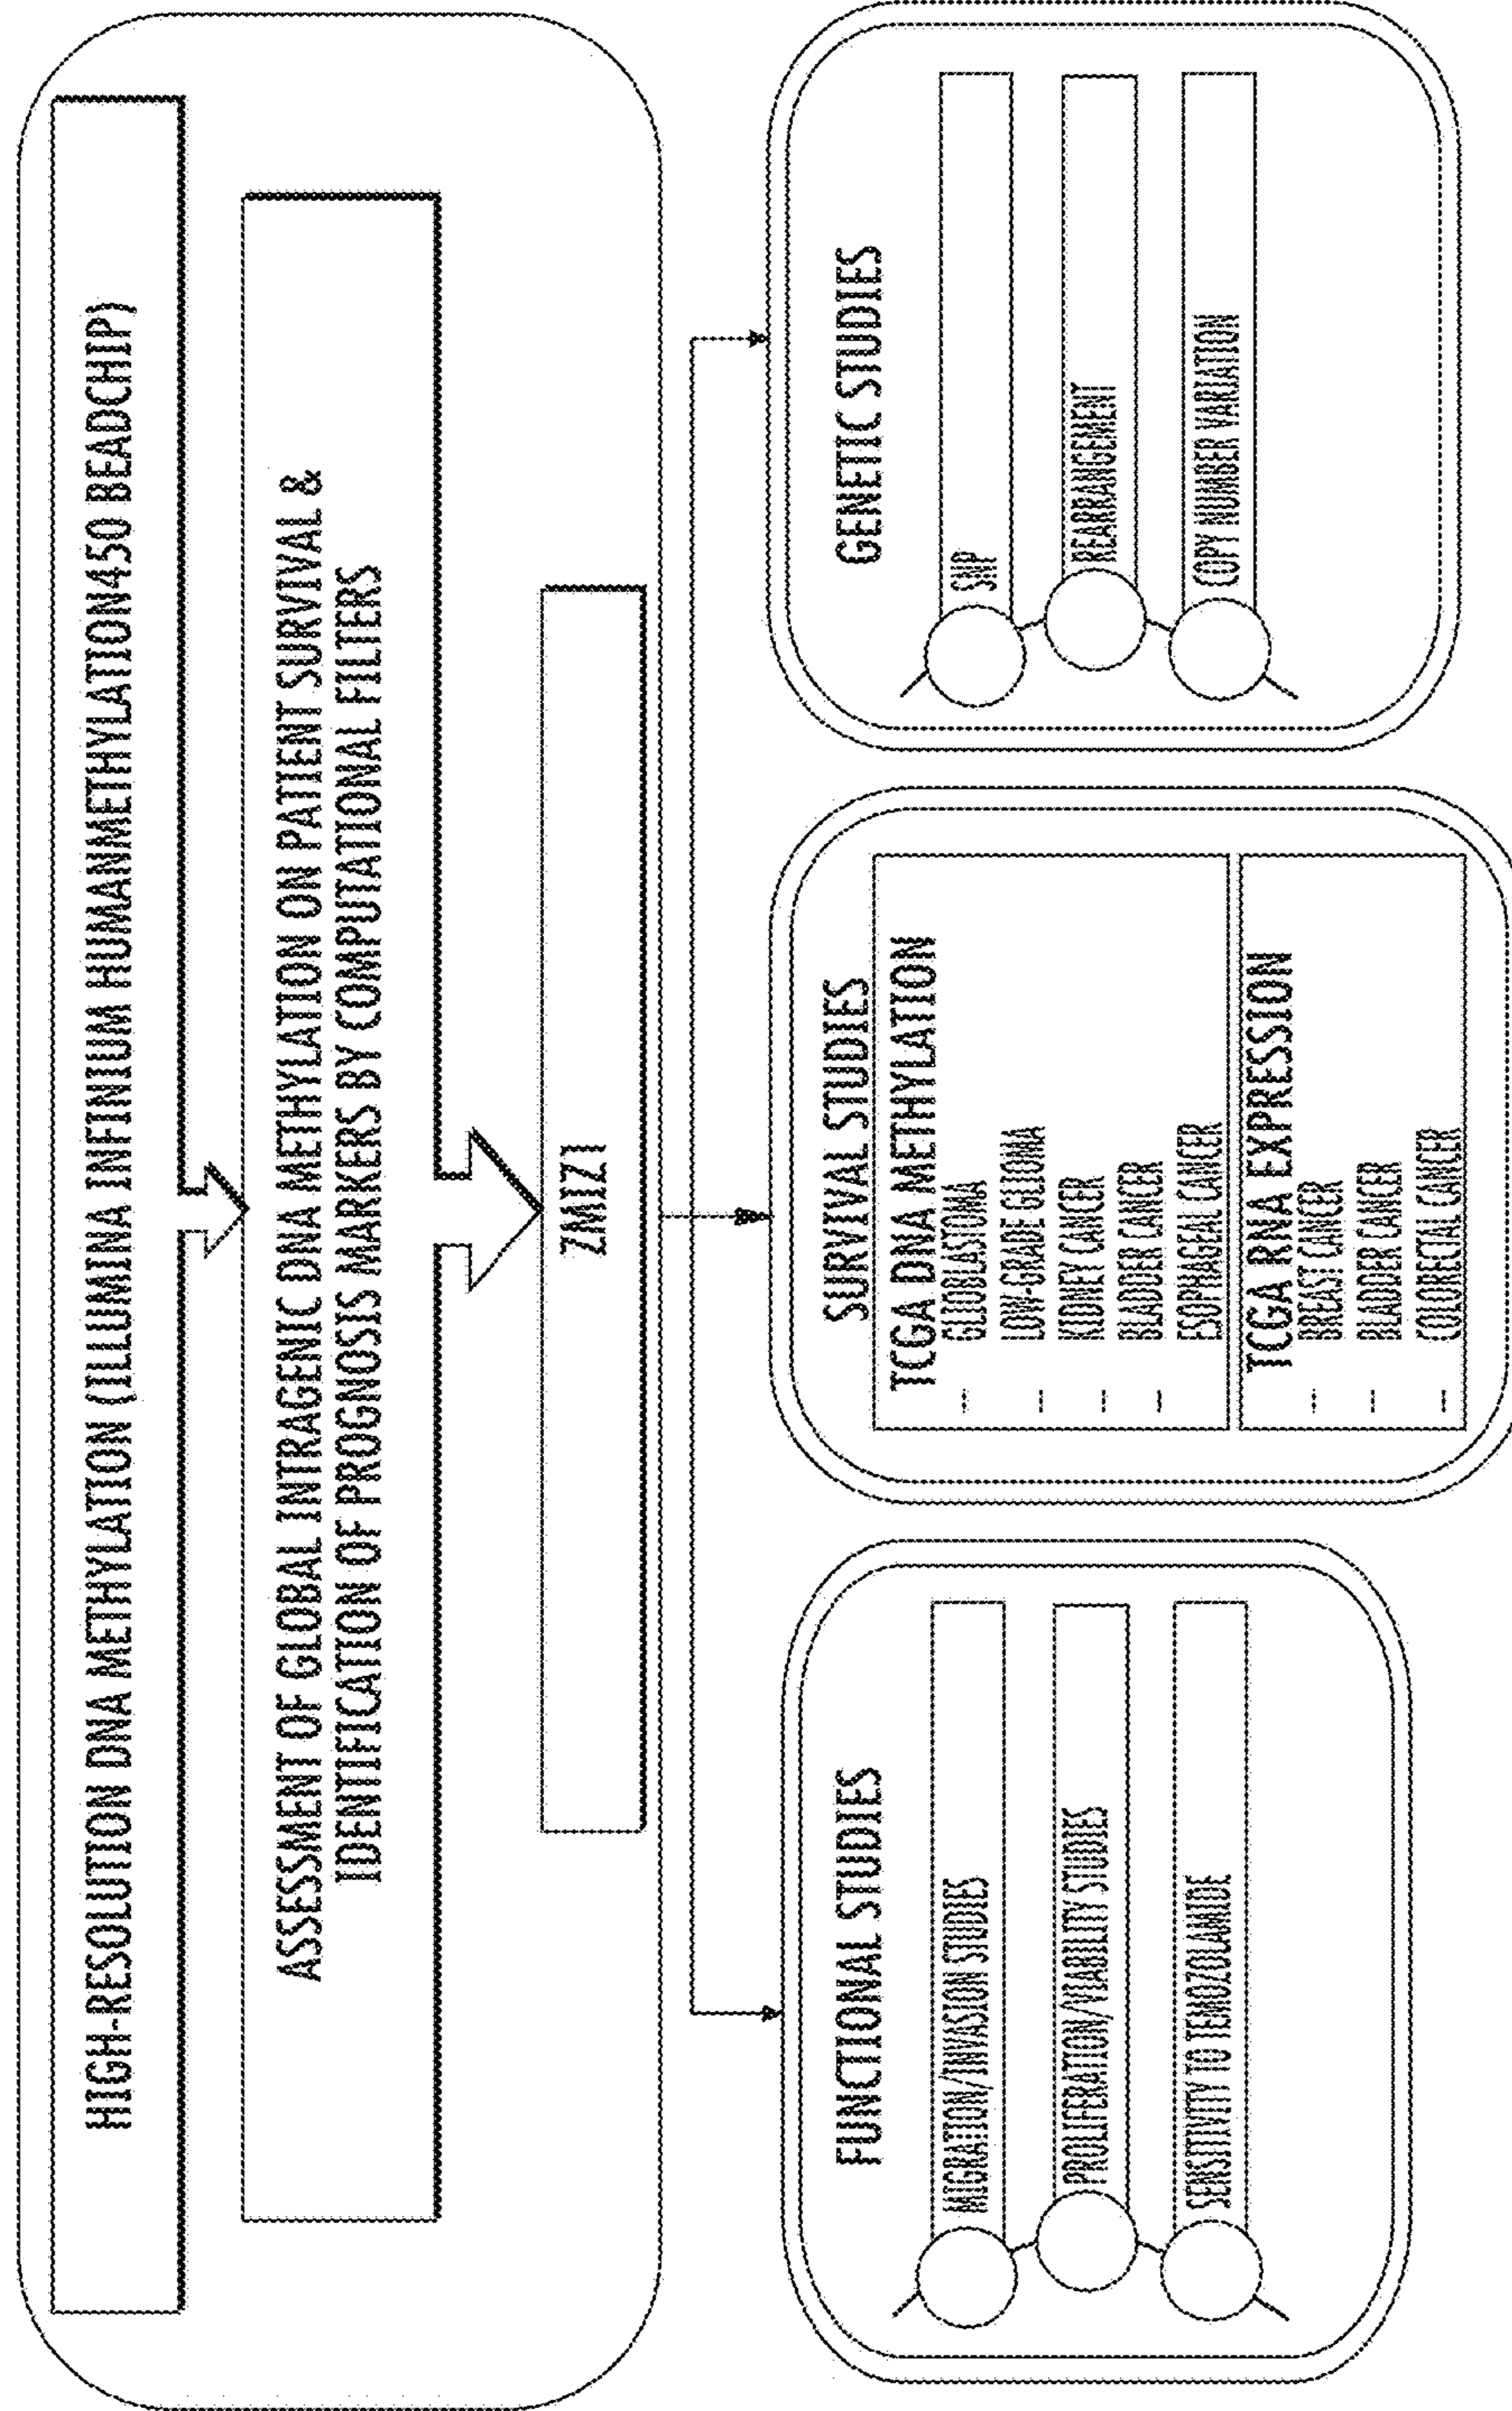 HIGH-RESOLUTION DNA METHYLATION (ILLUMINA INFINIUM HUMANMETHYLATION450 BEADCHIP)
ASSESSMENT OF GLOBAL INTRAGENIC DNA METHYLATION ON PATIENT SURVIVAL &
IDENTIFICATION OF PROGNOSIS MARKERS BY COMPUTATIONAL FILTERS
ZMIZ1
FUNCTIONAL STUDIES
MIGRATION/INVASION STUDIES
PROLIFERATION/VIABILITY STUDIES
SENSITIVITY TO TEMOZOLAMIDE
SURVIVAL STUDIES
TCGA DNA METHYLATION
– GLIOBLASTOMA
– LOW-GRADE GLIOMA
– KIDNEY CANCER
– BLADDER CANCER
ESOPHAGEAL CANCER
TCGA RNA EXPRESSION
– BREAST CANCER
– BLADDER CANCER
– COLORECTAL CANCER
GENETIC STUDIES
SNP
REARRANGEMENT
COPY NUMBER VARIATION